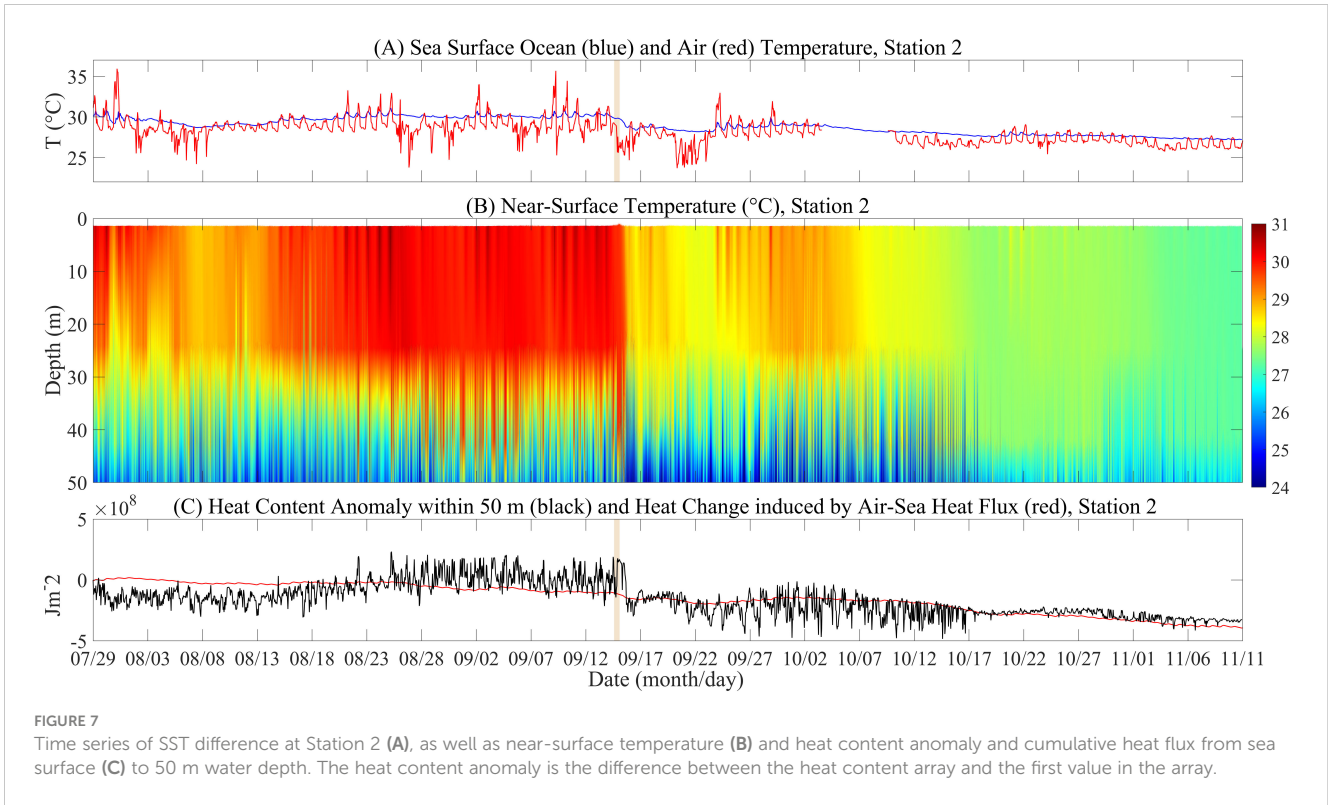 (A) Sea Surface Ocean (blue) and Air (red) Temperature, Station 2
35
30
25
T (°C)
(B) Near-Surface Temperature (°C), Station 2
0
10
20
30
40
50
Depth (m)
31
30
29
28
27
26
25
24
×10⁸
(C) Heat Content Anomaly within 50 m (black) and Heat Change induced by Air-Sea Heat Flux (red), Station 2
5
0
-5
Jm^2
07/29 08/03 08/08 08/13 08/18 08/23 08/28 09/02 09/07 09/12 09/17 09/22 09/27 10/02 10/07 10/12 10/17 10/22 10/27 11/01 11/06 11/11
Date (month/day)
FIGURE 7
Time series of SST difference at Station 2 (A), as well as near-surface temperature (B) and heat content anomaly and cumulative heat flux from sea
surface (C) to 50 m water depth. The heat content anomaly is the difference between the heat content array and the first value in the array.